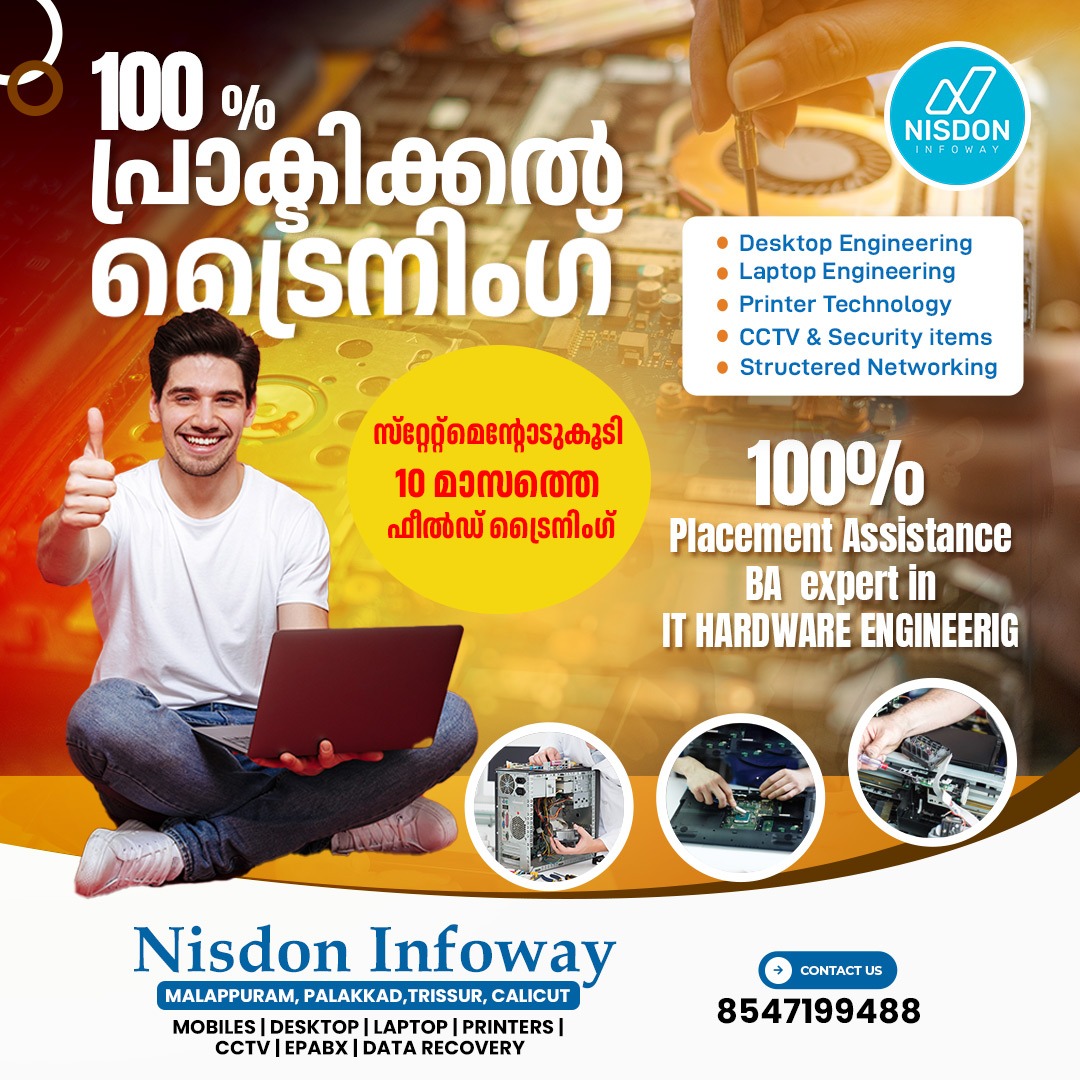 100 %
പ്രാക്ടിക്കൽ
ട്രൈനിംഗ്
NISDON
INFOWAY
Desktop Engineering
Laptop Engineering
Printer Technology
CCTV & Security items
Structered Networking
സ്റ്റേറ്റ്മെന്റോടുകൂടി
10 മാസത്തെ
ഫീൽഡ് ട്രൈനിംഗ്
100%
Placement Assistance
BA expert in
IT HARDWARE ENGINEERIG
Nisdon Infoway
MALAPPURAM, PALAKKAD,TRISSUR, CALICUT
MOBILES | DESKTOP | LAPTOP | PRINTERS |
CCTV | EPABX | DATA RECOVERY
CONTACT US
8547199488